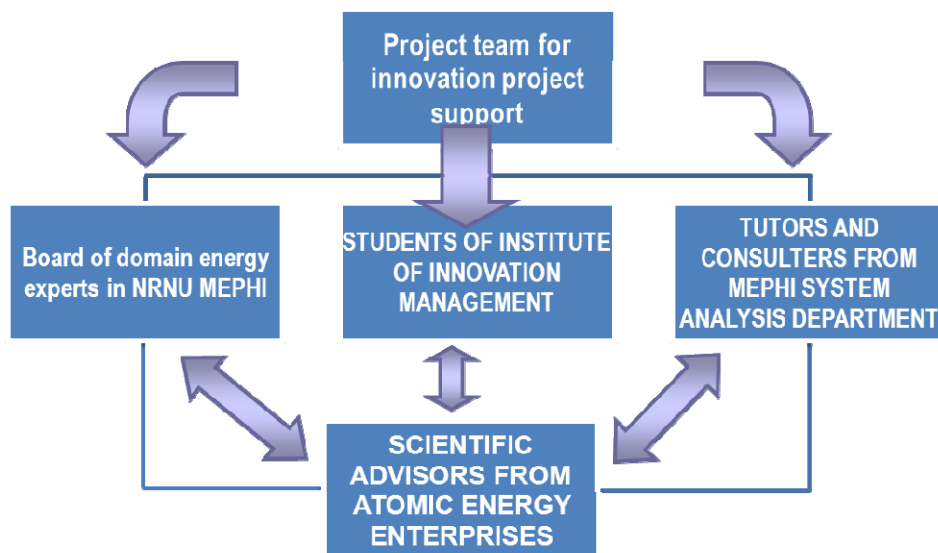 Project team for
innovation project
support
Board of domain energy
experts in NRNU MEPHI
STUDENTS OF INSTITUTE
OF INNOVATION
MANAGEMENT
TUTORS AND
CONSULTERS FROM
MEPHI SYSTEM
ANALYSIS DEPARTMENT
SCIENTIFIC
ADVISORS FROM
ATOMIC ENERGY
ENTERPRISES